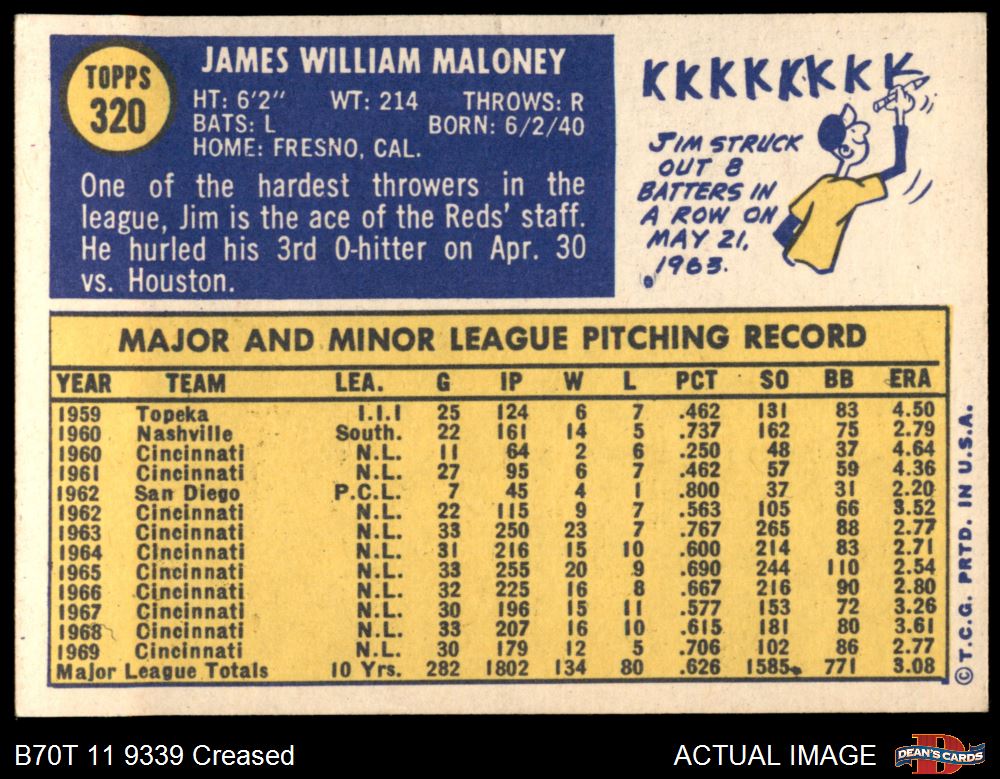 TOPPS
320
JAMES WILLIAM MALONEY
HT: 6'2" WT: 214 THROWS: R
BATS: L BORN: 6/2/40
HOME: FRESNO, CAL.
One of the hardest throwers in the
league, Jim is the ace of the Reds' staff.
He hurled his 3rd 0-hitter on Apr. 30
vs. Houston.
KKKKKKKK
JIM STRUCK
OUT 8
BATTERS IN
A ROW ON
MAY 21,
1963.
MAJOR AND MINOR LEAGUE PITCHING RECORD
YEAR TEAM LEA. G IP W L PCT SO BB ERA
1959 Topeka I.I.I 25 124 6 7 .462 131 83 4.50
1960 Nashville South. 22 161 14 5 .737 162 75 2.79
1960 Cincinnati N.L. 11 64 2 6 .250 48 37 4.64
1961 Cincinnati N.L. 27 95 6 7 .462 57 59 4.36
1962 San Diego P.C.L. 7 45 4 1 .800 37 31 2.20
1962 Cincinnati N.L. 22 115 9 7 .563 105 66 3.52
1963 Cincinnati N.L. 33 250 23 7 .767 265 88 2.77
1964 Cincinnati N.L. 31 216 15 10 .600 214 83 2.71
1965 Cincinnati N.L. 33 255 20 9 .690 244 110 2.54
1966 Cincinnati N.L. 32 225 16 8 .667 216 90 2.80
1967 Cincinnati N.L. 30 196 15 11 .577 153 72 3.26
1968 Cincinnati N.L. 33 207 16 10 .615 181 80 3.61
1969 Cincinnati N.L. 30 179 12 5 .706 102 86 2.77
Major League Totals 10 Yrs. 282 1802 134 80 .626 1585 771 3.08
© T.C.G. PRTD. IN U.S.A.
B70T 11 9339 Creased
ACTUAL IMAGE
D
DEAN'S CARDS